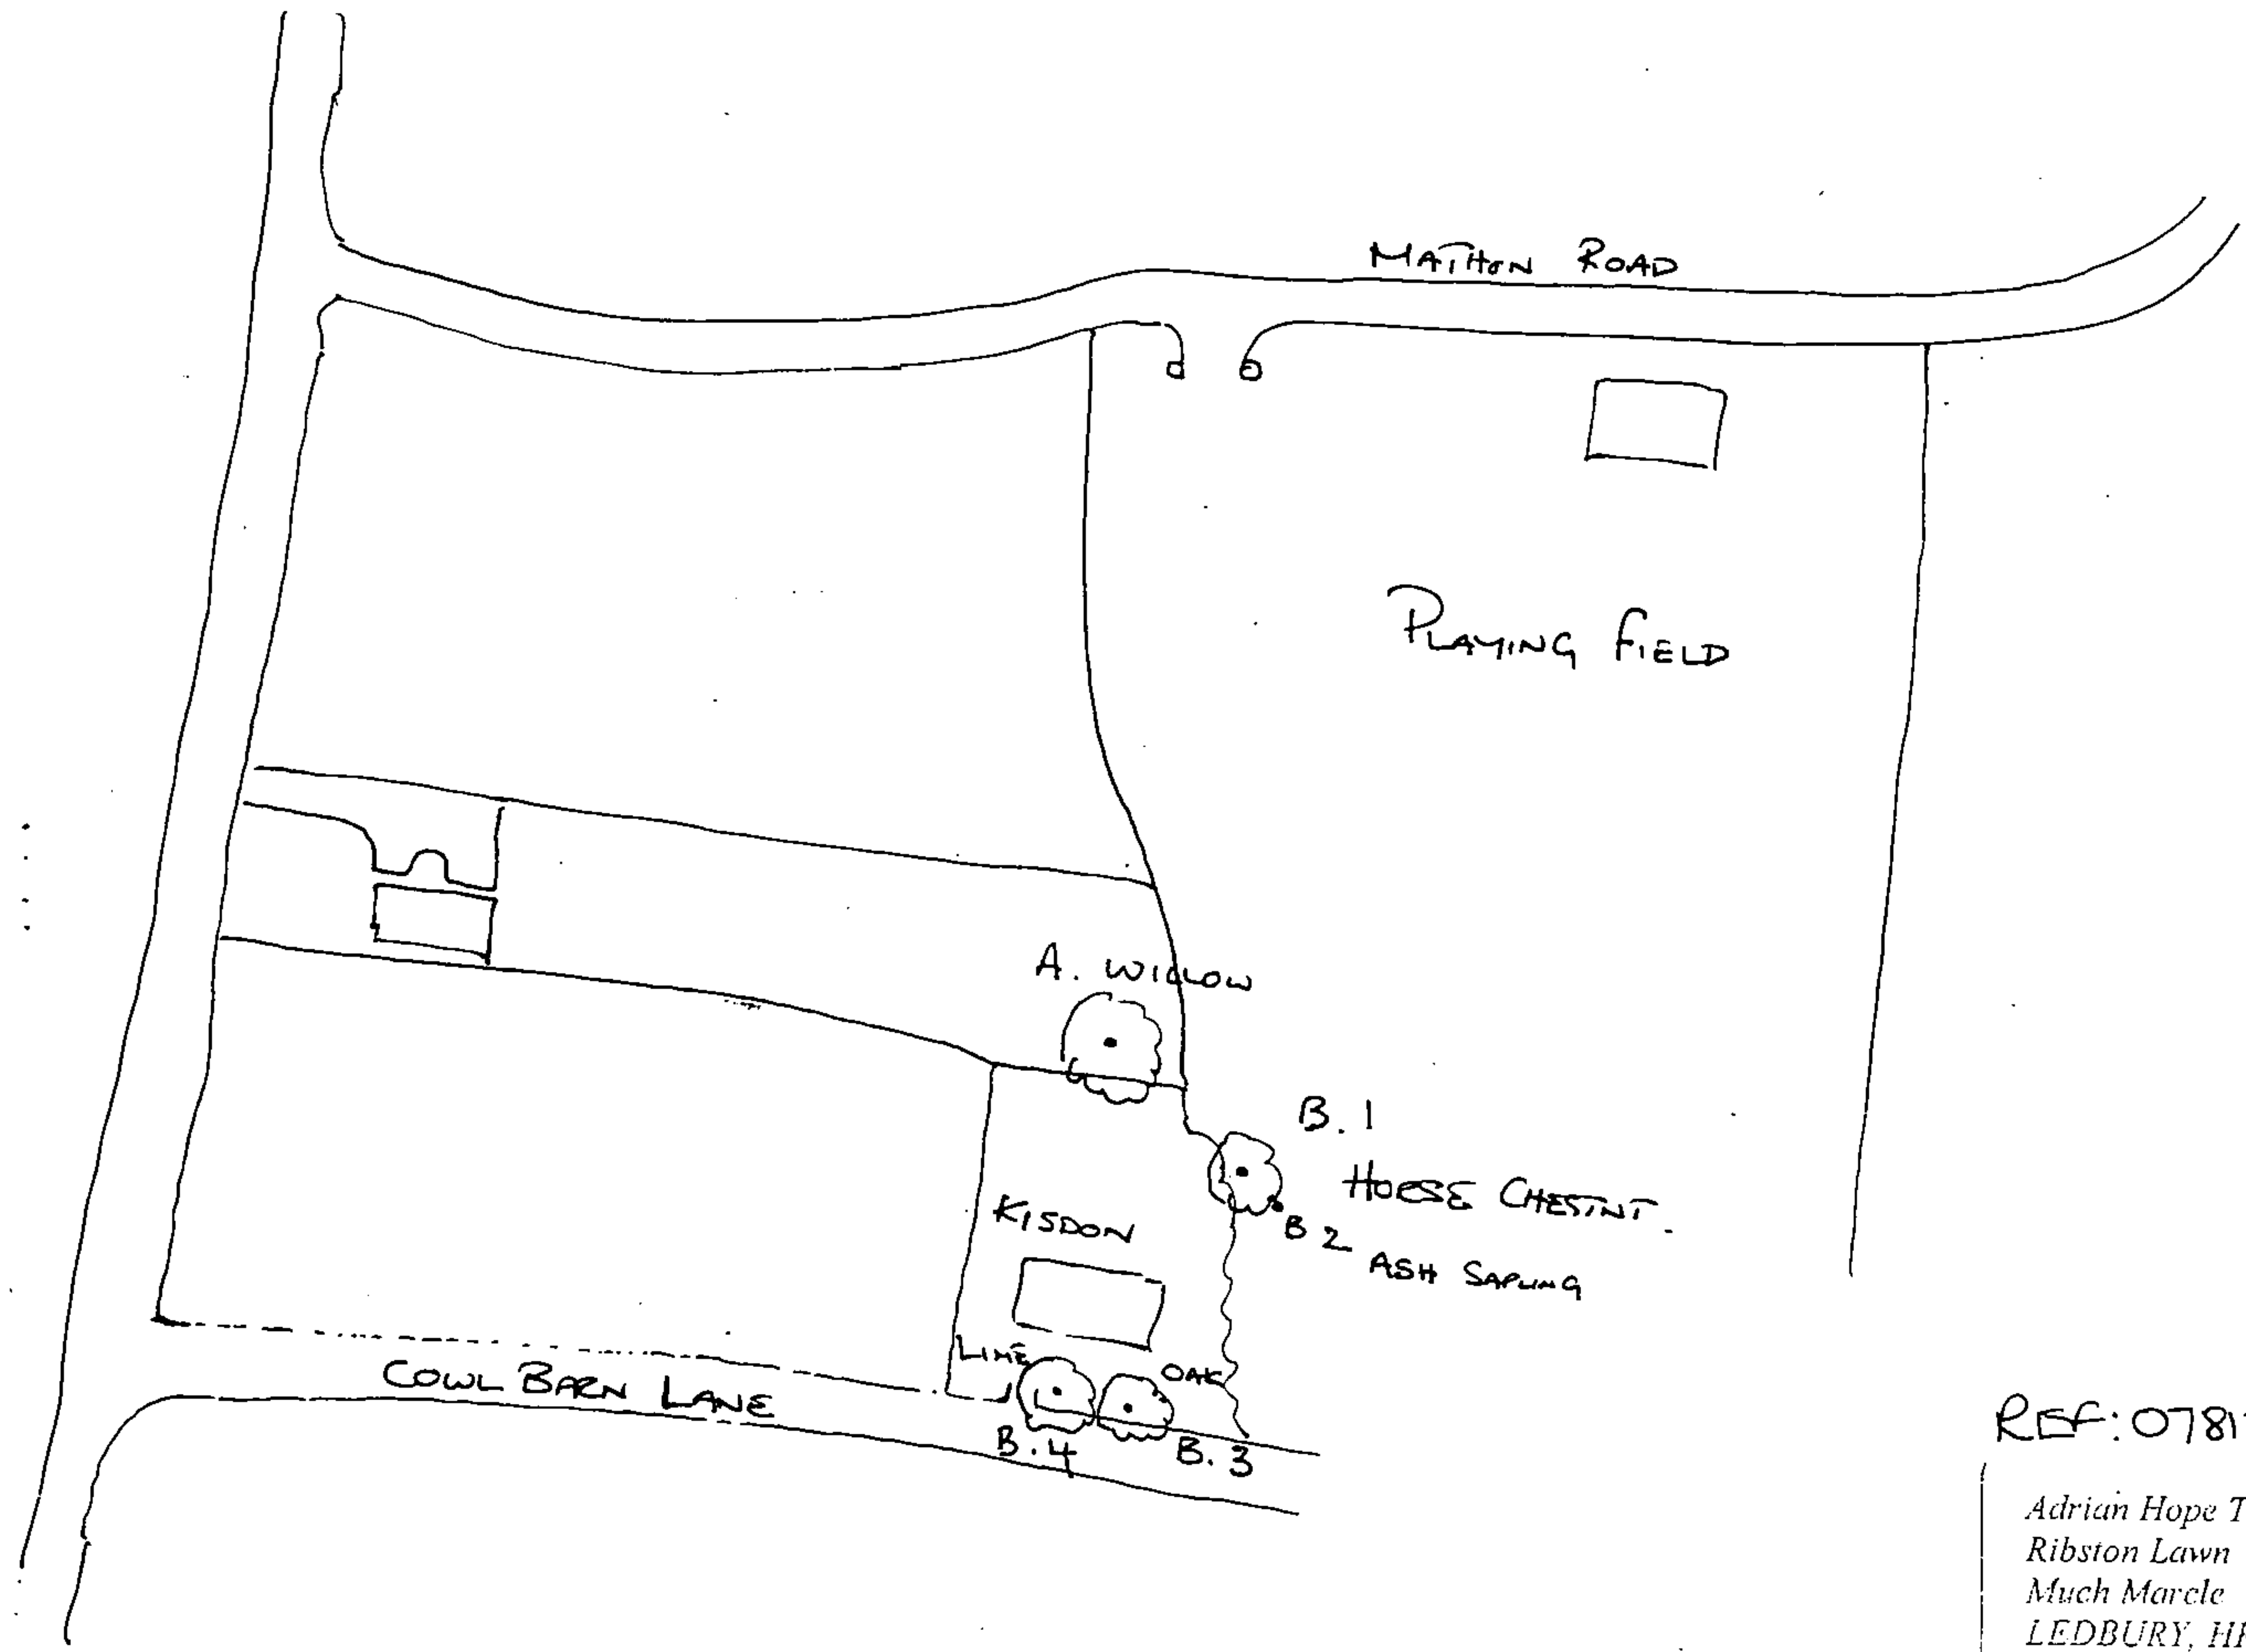 MATHON ROAD
PLAYING FIELD
A. WILLOW
B. 1
HORSE CHESTNT.
B 2
ASH SAPLING
KISDON
LIME
OAK
COWL BARN LANE
B. 4
B. 3
REF: 0781
Adrian Hope T
Ribston Lawn
Much Marcle
LEDBURY, H